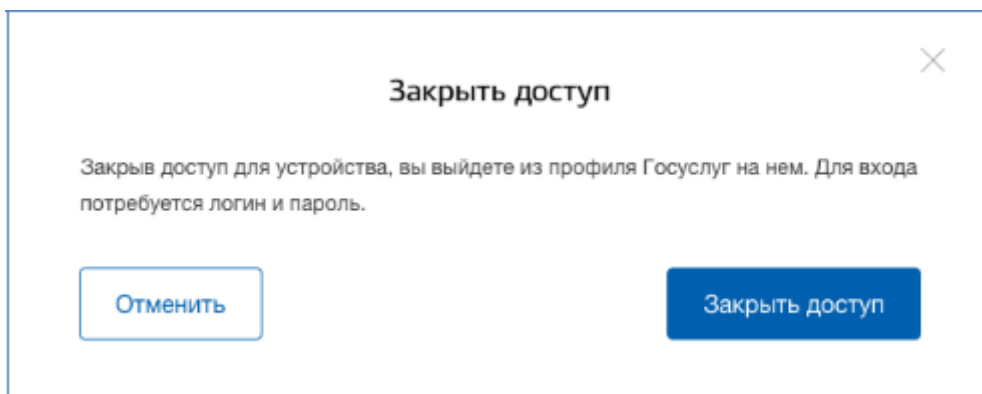 Закрыть доступ
Закрыв доступ для устройства, вы выйдете из профиля Госуслуг на нем. Для входа
потребуется логин и пароль.
Отменить
Закрыть доступ